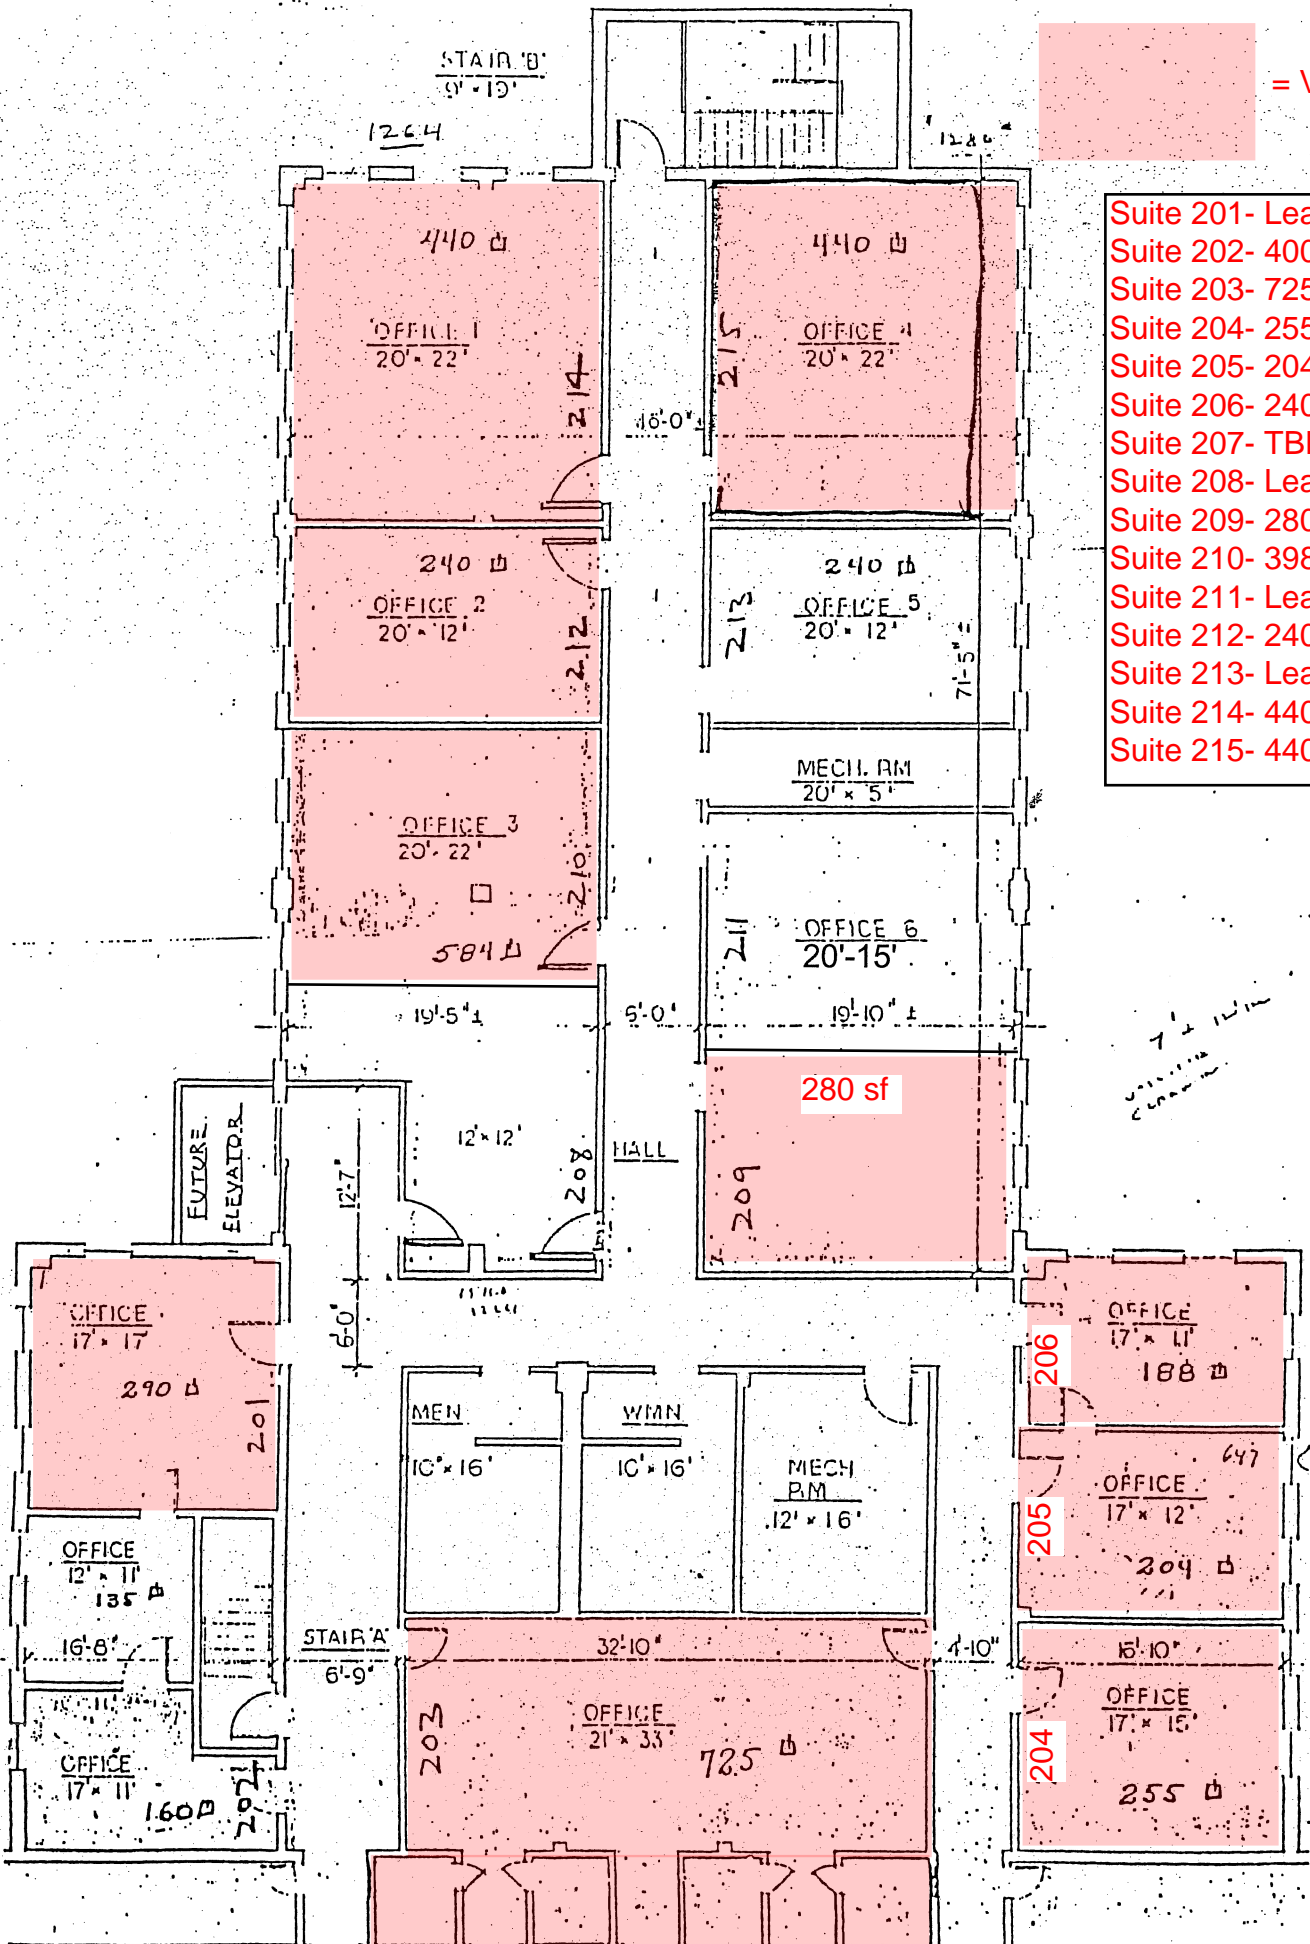 STAIR 'B'
9' × 19'
1264
= V
Suite 201- Lea
Suite 202- 400
Suite 203- 725
Suite 204- 255
Suite 205- 204
Suite 206- 240
Suite 207- TB
Suite 208- Lea
Suite 209- 280
Suite 210- 398
Suite 211- Lea
Suite 212- 240
Suite 213- Lea
Suite 214- 440
Suite 215- 440
440
OFFICE 1
20' × 22'
214
16'-0"
440
OFFICE 4
20' × 22'
215
240
OFFICE 2
20' × 12'
212
240
OFFICE 5
20' × 12'
213
71'-5" ±
MECH. RM
20' × 5'
OFFICE 3
20' × 22'
210
584
OFFICE 6
20'-15'
211
19'-5" ±
5'-0"
19'-10" ±
280 sf
209
FUTURE
ELEVATOR
12'-7"
12' × 12'
208
HALL
6'-0"
OFFICE
17' × 17'
290
201
OFFICE
17' × 11'
188
206
MEN
10' × 16'
WMN
10' × 16'
MECH
RM
12' × 16'
647
OFFICE
17' × 12'
204
205
OFFICE
12' × 11'
135
16'-8"
STAIR 'A'
6'-9"
32'-10"
4'-10"
16'-10"
OFFICE
21' × 33'
725
203
OFFICE
17' × 15'
255
204
OFFICE
17' × 11'
160
202